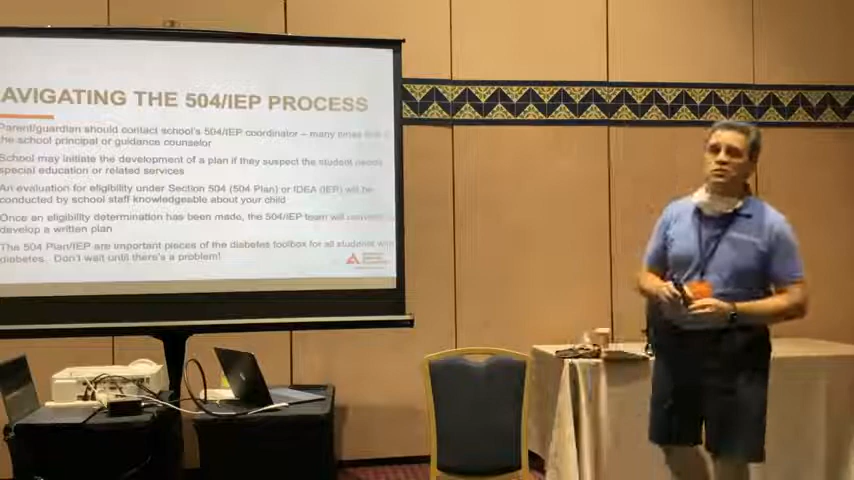 AVIGATING THE 504/IEP PROCESS
Parent/guardian should contact school's 504/IEP coordinator – many times this is
the school principal or guidance counselor
School may initiate the development of a plan if they suspect the student needs
special education or related services
An evaluation for eligibility under Section 504 (504 Plan) or IDEA (IEP) will be
conducted by school staff knowledgeable about your child
Once an eligibility determination has been made, the 504/IEP team will
develop a written plan
The 504 Plan/IEP are important pieces of the diabetes toolbox for all students with
diabetes. Don't wait until there's a problem!